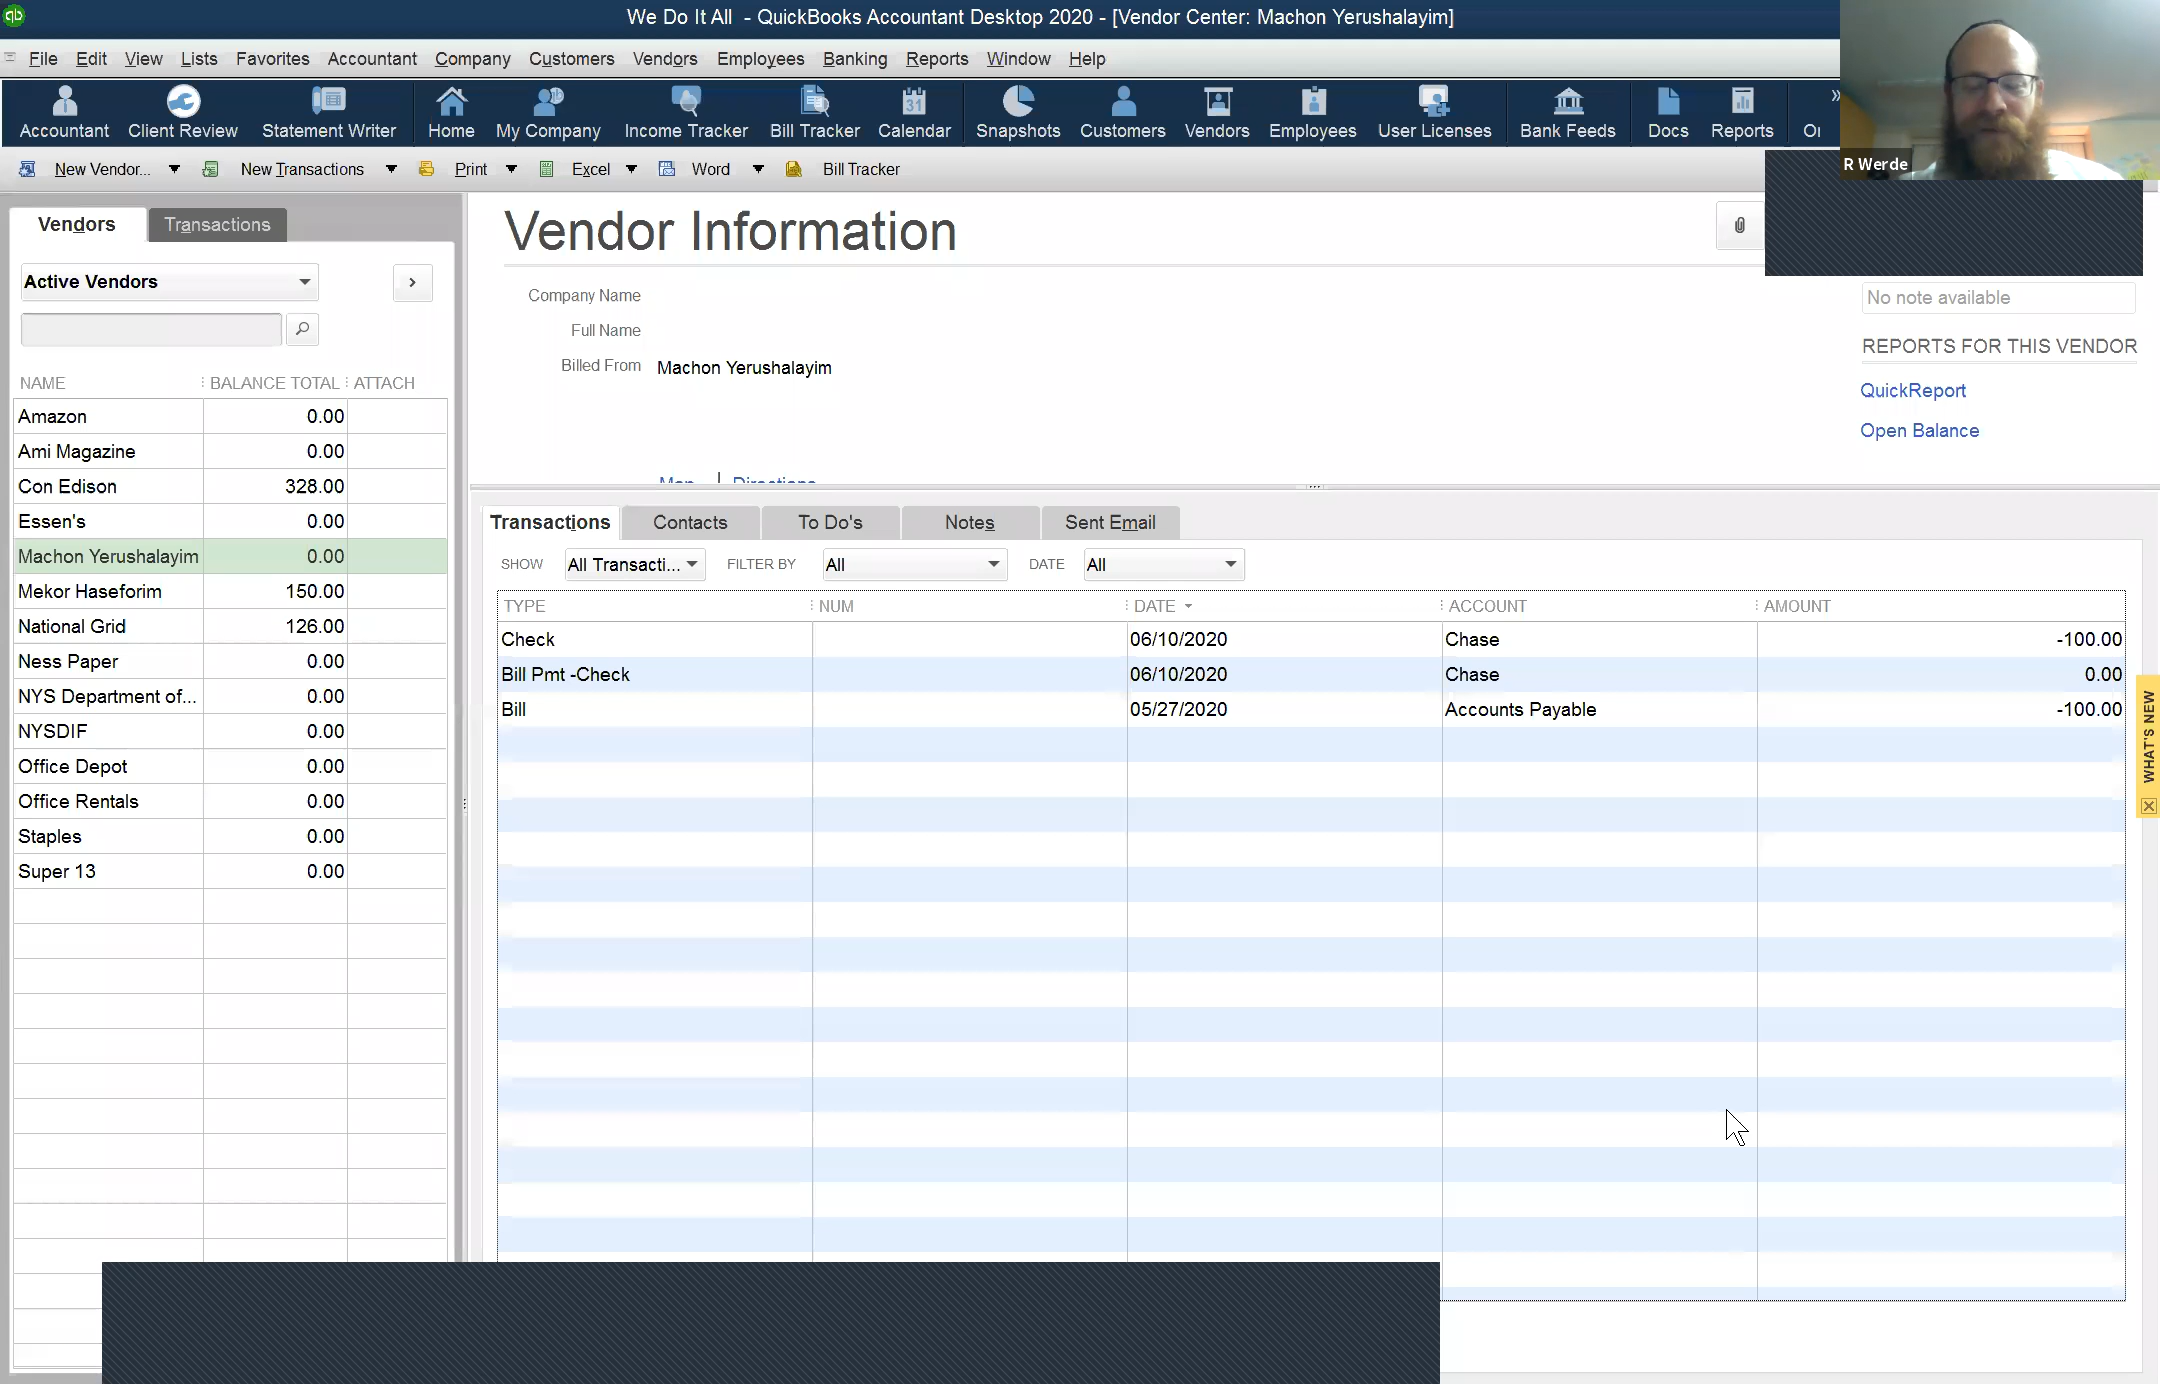 We Do It All - QuickBooks Accountant Desktop 2020 - [Vendor Center: Machon Yerushalayim]
File Edit View Lists Favorites Accountant Company Customers Vendors Employees Banking Reports Window Help
Accountant Client Review Statement Writer Home My Company Income Tracker Bill Tracker Calendar Snapshots Customers Vendors Employees User Licenses Bank Feeds Docs Reports
31
R Werde
New Vendor... New Transactions Print Excel Word Bill Tracker
Vendors Transactions
Active Vendors
NAME BALANCE TOTAL ATTACH
Amazon 0.00
Ami Magazine 0.00
Con Edison 328.00
Essen's 0.00
Machon Yerushalayim 0.00
Mekor Haseforim 150.00
National Grid 126.00
Ness Paper 0.00
NYS Department of... 0.00
NYSDIF 0.00
Office Depot 0.00
Office Rentals 0.00
Staples 0.00
Super 13 0.00
Vendor Information
Company Name
Full Name
Billed From Machon Yerushalayim
Map | Directions
No note available
REPORTS FOR THIS VENDOR
QuickReport
Open Balance
Transactions Contacts To Do's Notes Sent Email
SHOW All Transacti... FILTER BY All DATE All
TYPE NUM DATE ACCOUNT AMOUNT
Check 06/10/2020 Chase -100.00
Bill Pmt -Check 06/10/2020 Chase 0.00
Bill 05/27/2020 Accounts Payable -100.00
WHAT'S NEW